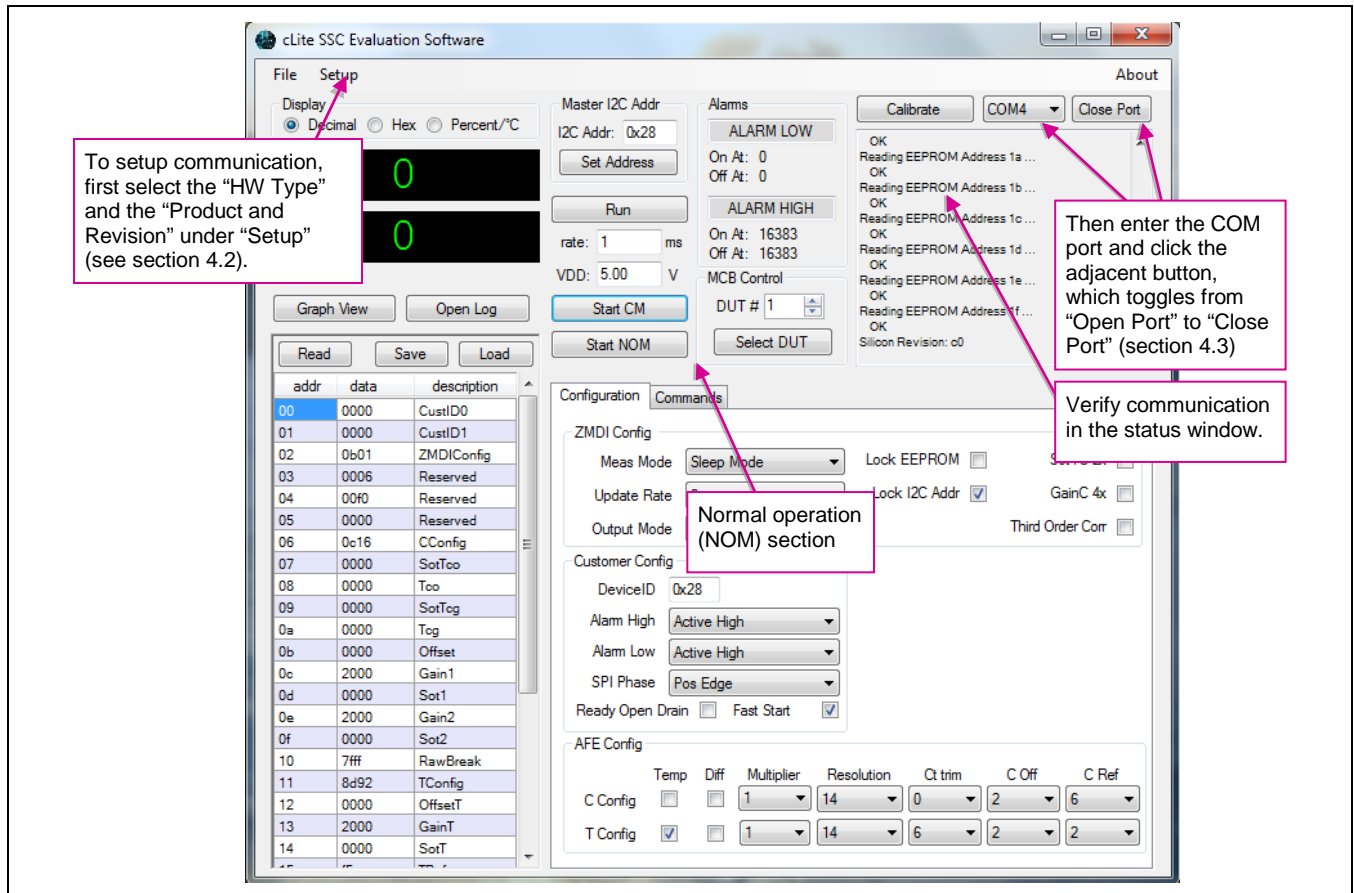 cLite SSC Evaluation Software
File Setup About
Display
Decimal Hex Percent/°C
0
0
Graph View Open Log
Master I2C Addr
I2C Addr: 0x28
Set Address
Run
rate: 1 ms
VDD: 5.00 V
Start CM
Start NOM
Alarms
ALARM LOW
On At: 0
Off At: 0
ALARM HIGH
On At: 16383
Off At: 16383
MCB Control
DUT # 1
Select DUT
Calibrate COM4 Close Port
OK
Reading EEPROM Address 1a ...
OK
Reading EEPROM Address 1b ...
OK
Reading EEPROM Address 1c ...
OK
Reading EEPROM Address 1d ...
OK
Reading EEPROM Address 1e ...
OK
Reading EEPROM Address 1f ...
OK
Silicon Revision: c0
To setup communication,
first select the “HW Type”
and the “Product and
Revision” under “Setup”
(see section 4.2).
Then enter the COM
port and click the
adjacent button,
which toggles from
“Open Port” to “Close
Port” (section 4.3)
Verify communication
in the status window.
Normal operation
(NOM) section
Read Save Load
addr data description
00 0000 CustID0
01 0000 CustID1
02 0b01 ZMDIConfig
03 0006 Reserved
04 00f0 Reserved
05 0000 Reserved
06 0c16 CConfig
07 0000 SotTco
08 0000 Tco
09 0000 SotTcg
0a 0000 Tcg
0b 0000 Offset
0c 2000 Gain1
0d 0000 Sot1
0e 2000 Gain2
0f 0000 Sot2
10 7fff RawBreak
11 8d92 TConfig
12 0000 OffsetT
13 2000 GainT
14 0000 SotT
Configuration Commands
ZMDI Config
Meas Mode Sleep Mode Lock EEPROM
Update Rate Lock I2C Addr GainC 4x
Output Mode Third Order Corr
Customer Config
DeviceID 0x28
Alarm High Active High
Alarm Low Active High
SPI Phase Pos Edge
Ready Open Drain Fast Start
AFE Config
Temp Diff Multiplier Resolution Ct trim C Off C Ref
C Config 1 14 0 2 6
T Config 1 14 6 2 2